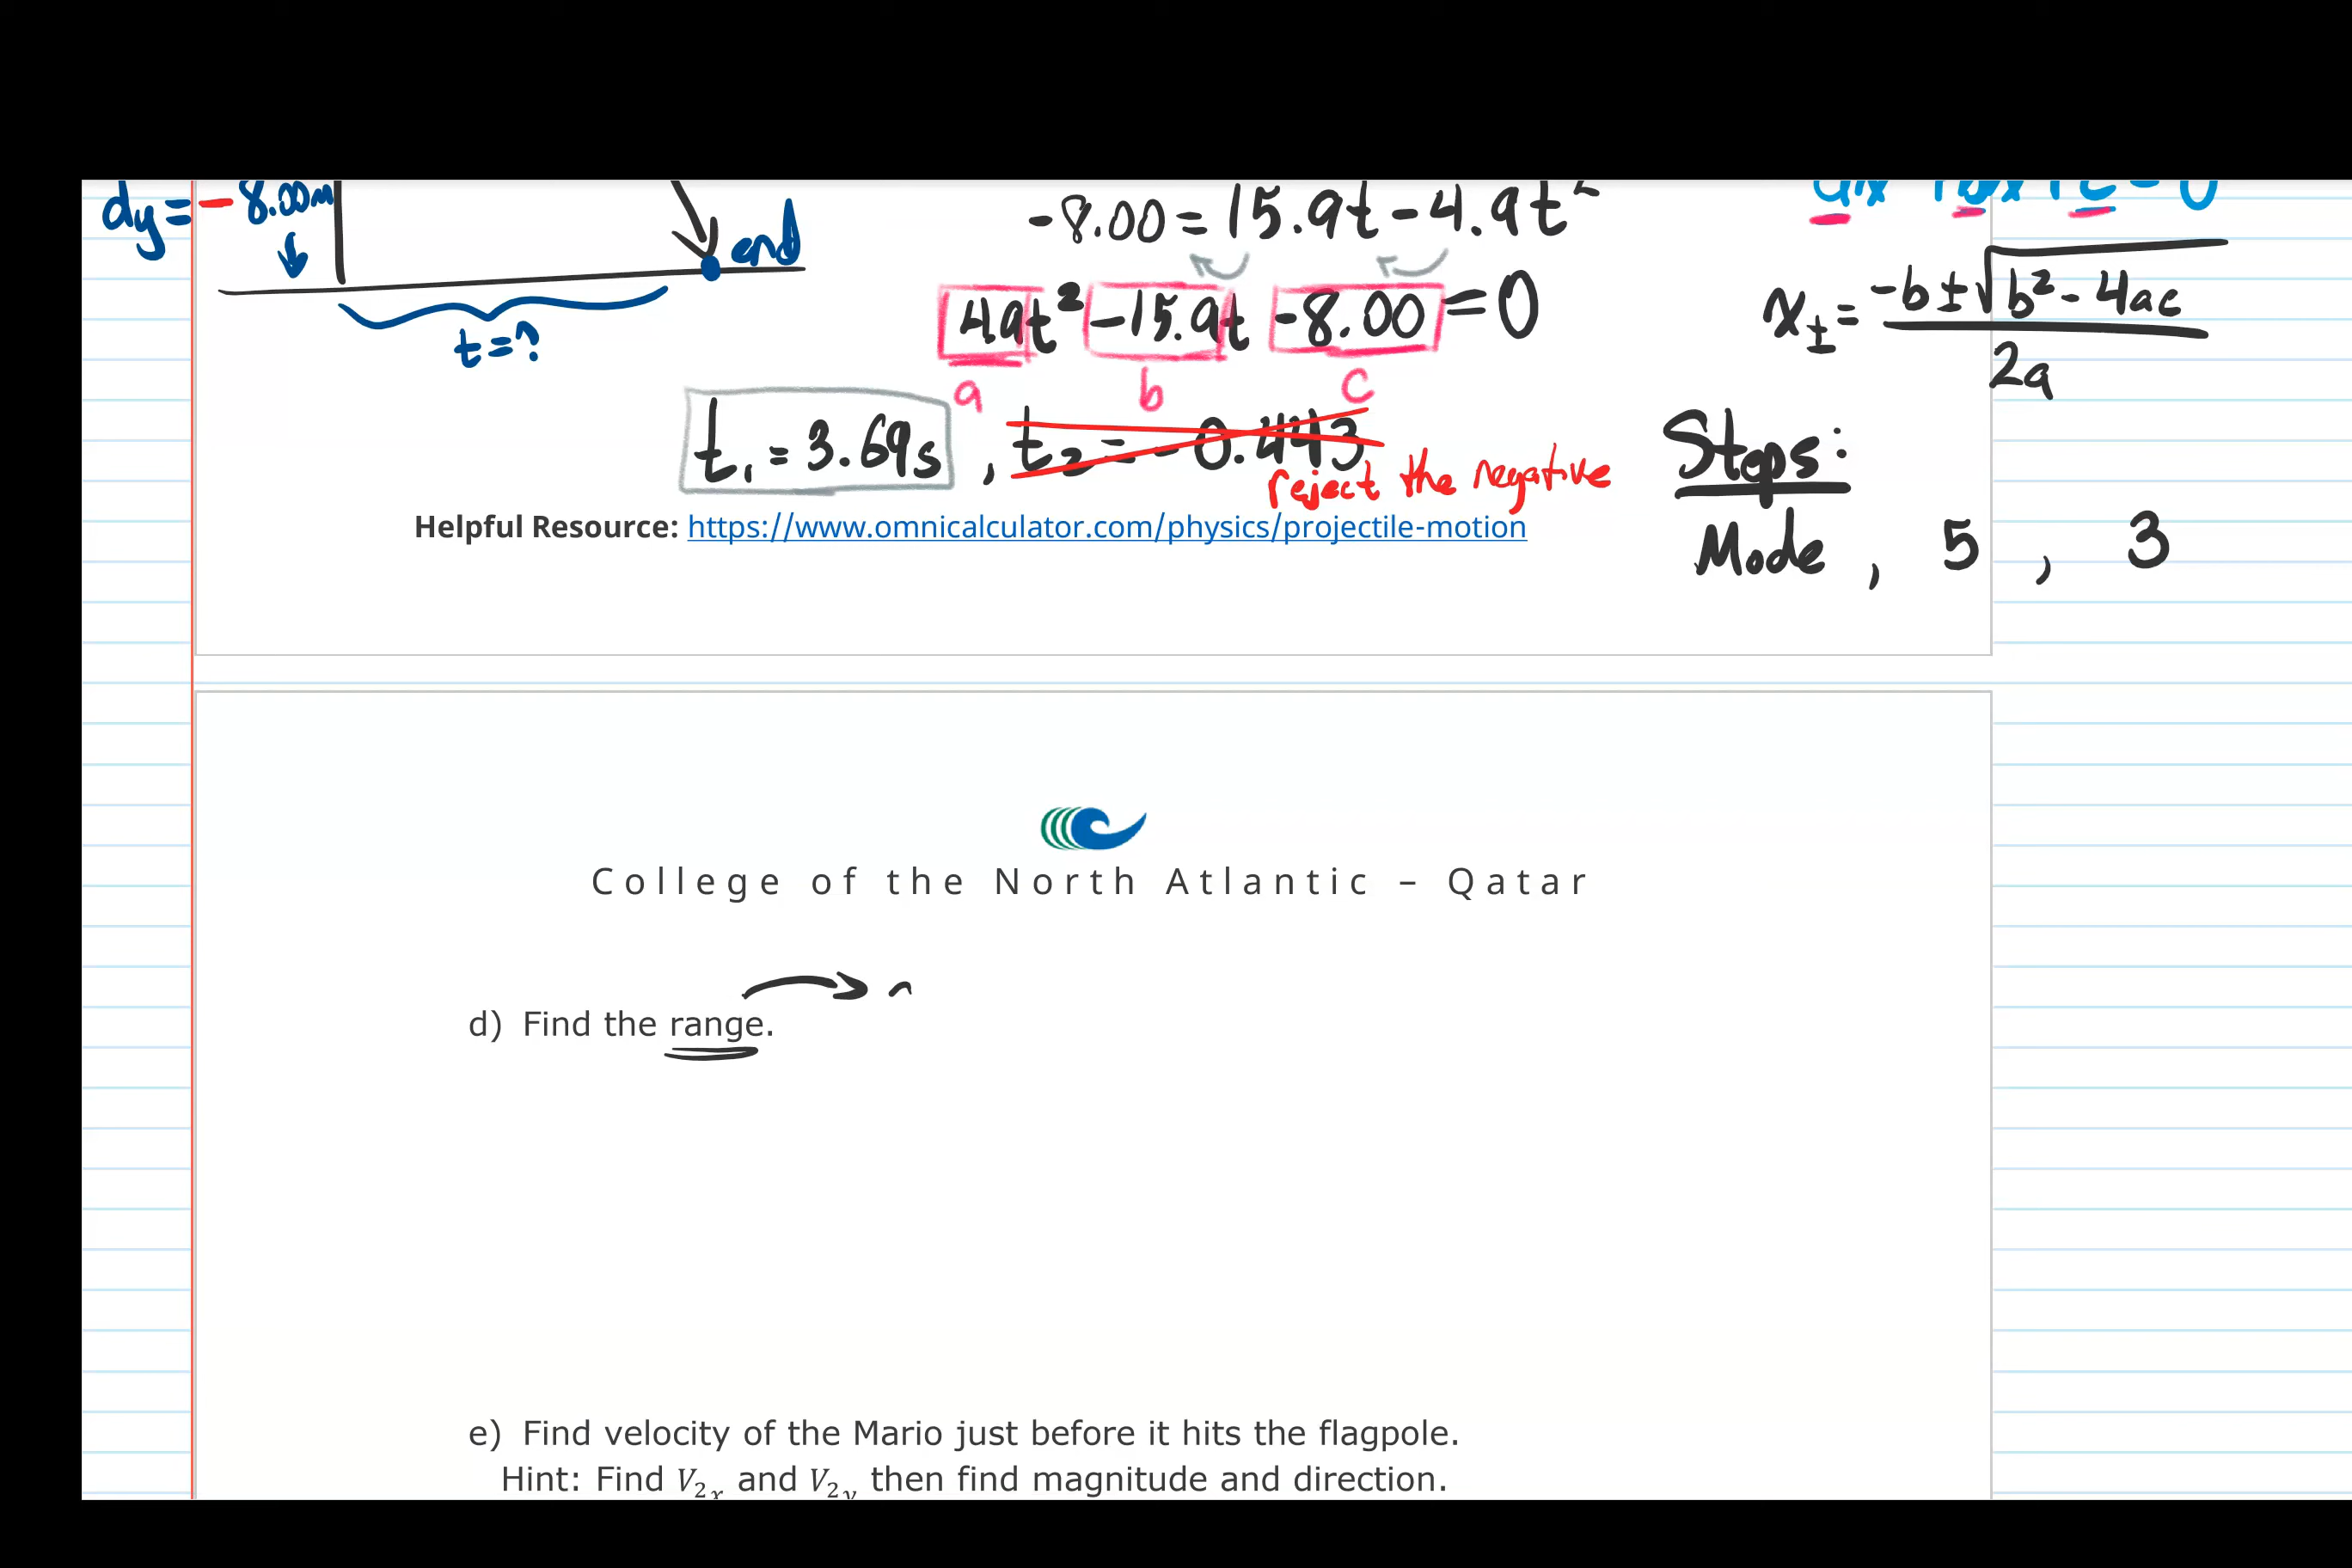 dy = - 8.00m
end
t = ?
-8.00 = 15.9t - 4.9t²
4.9t² - 15.9t - 8.00 = 0
a b c
x± = -b ± √b² - 4ac
2a
t₁ = 3.69s , t₂ = - 0.443
reject the negative
Steps:
Mode , 5 , 3
Helpful Resource: https://www.omnicalculator.com/physics/projectile-motion
College of the North Atlantic – Qatar
d) Find the range.
e) Find velocity of the Mario just before it hits the flagpole.
Hint: Find V₂ₓ and V₂ᵧ then find magnitude and direction.